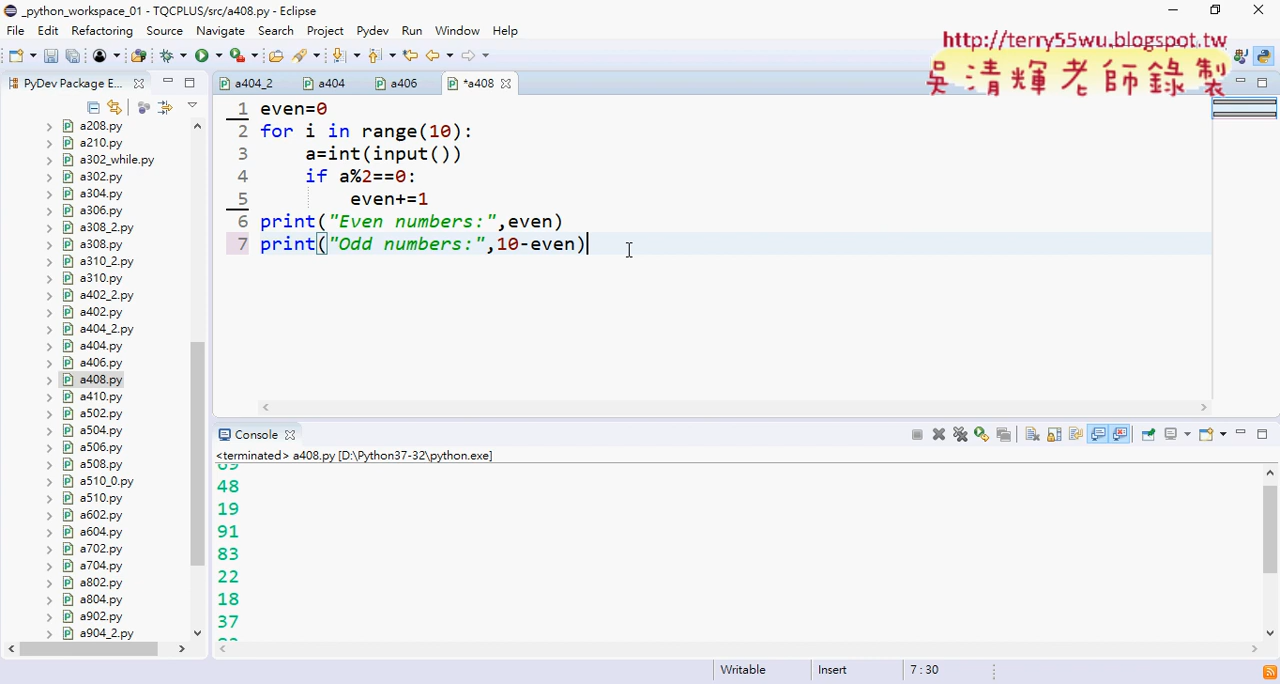 _python_workspace_01 - TQCPLUS/src/a408.py - Eclipse
File Edit Refactoring Source Navigate Search Project Pydev Run Window Help
http://terry55wu.blogspot.tw
吳清輝老師錄製
PyDev Package E...
a404_2 a404 a406 *a408
a208.py
a210.py
a302_while.py
a302.py
a304.py
a306.py
a308_2.py
a308.py
a310_2.py
a310.py
a402_2.py
a402.py
a404_2.py
a404.py
a406.py
a408.py
a410.py
a502.py
a504.py
a506.py
a508.py
a510_0.py
a510.py
a602.py
a604.py
a702.py
a704.py
a802.py
a804.py
a902.py
a904_2.py
1 even=0
2 for i in range(10):
3 a=int(input())
4 if a%2==0:
5 even+=1
6 print("Even numbers:",even)
7 print("Odd numbers:",10-even)
Console
<terminated> a408.py [D:\Python37-32\python.exe]
48
19
91
83
22
18
37
Writable Insert 7 : 30